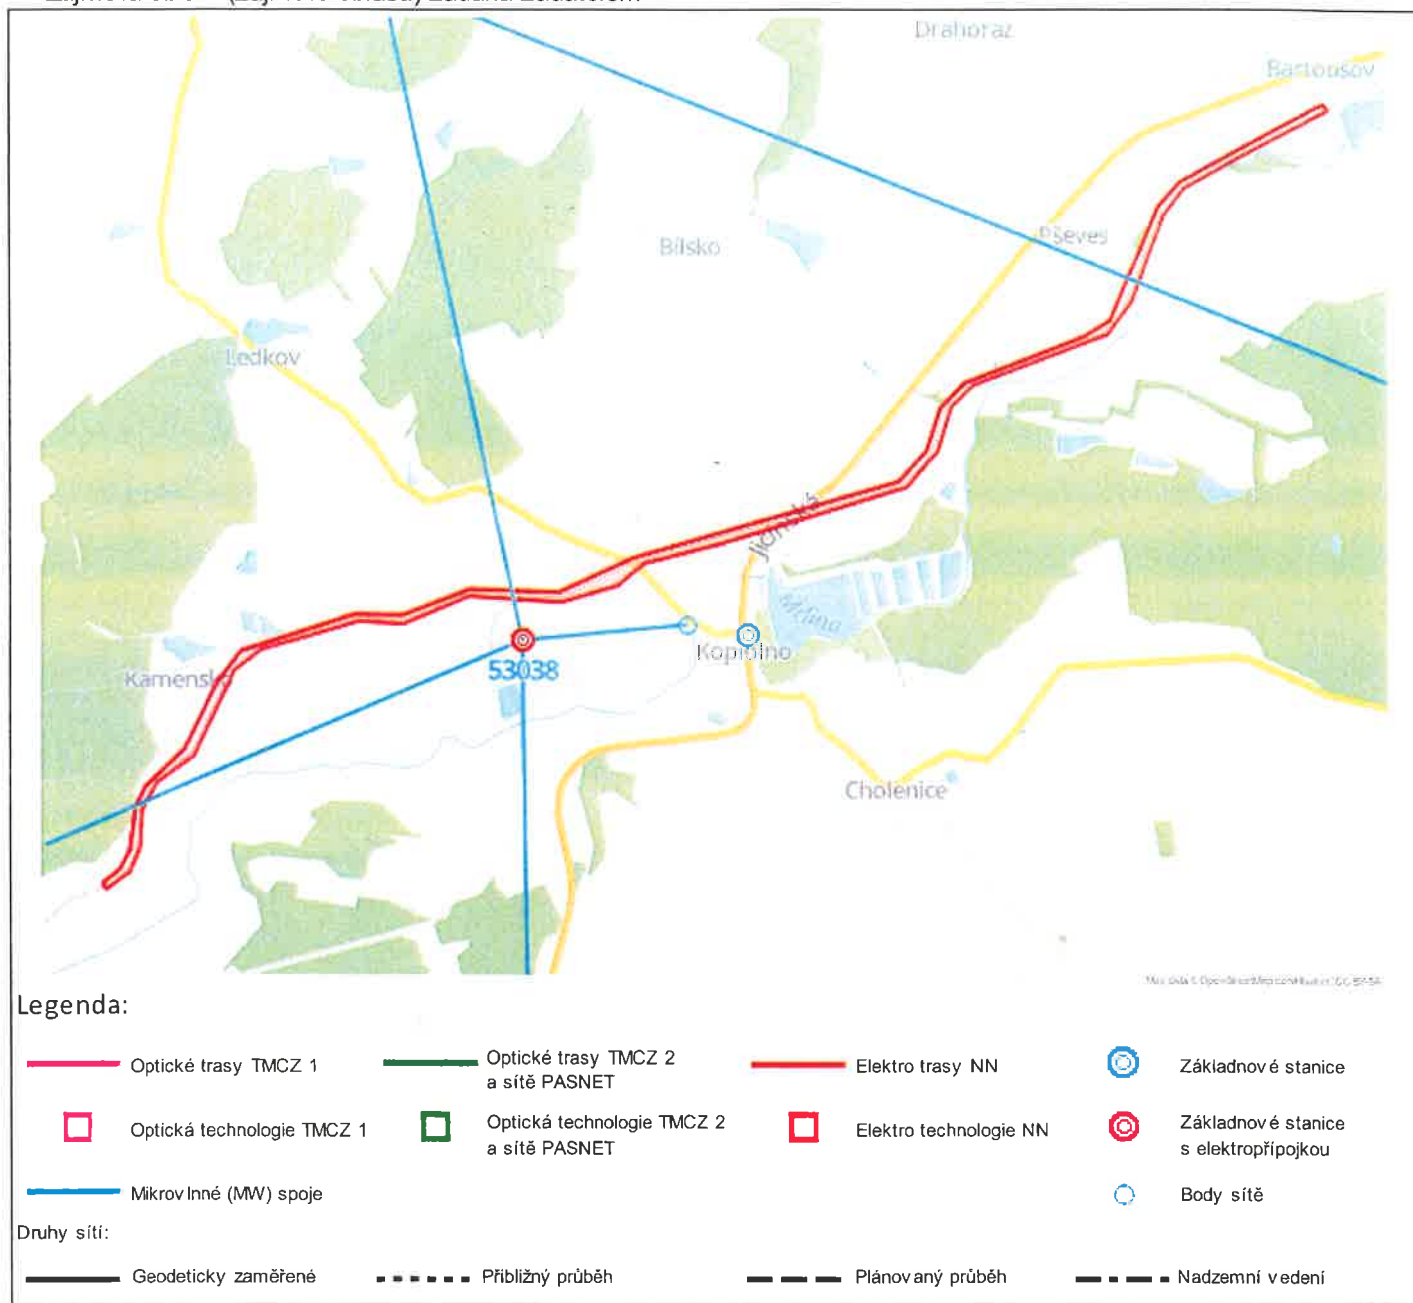 Drahoraz
Bartoušov
Pševes
Bílsko
Ledkov
Jičínská
Mrlina
Kopidlno
53038
Kamensko
Cholenice
Legenda:
Optické trasy TMCZ 1
Optické trasy TMCZ 2
a sítě PASNET
Elektro trasy NN
Základnové stanice
Optická technologie TMCZ 1
Optická technologie TMCZ 2
a sítě PASNET
Elektro technologie NN
Základnové stanice
s elektropřípojkou
Mikrovlnné (MW) spoje
Body sítě
Druhy sítí:
Geodeticky zaměřené
Přibližný průběh
Plánovaný průběh
Nadzemní vedení